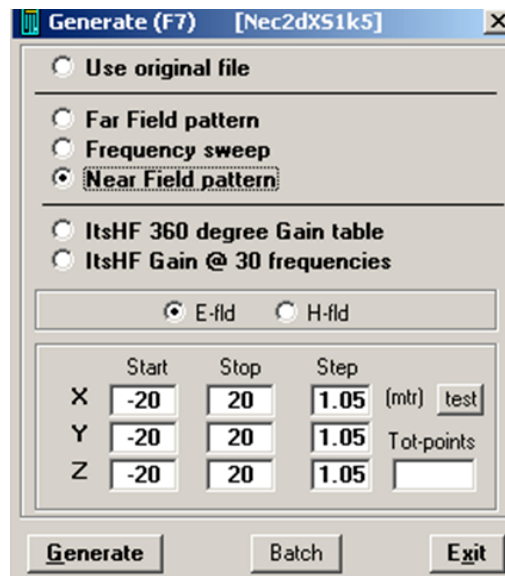 Generate (F7) [Nec2dXS1k5]
Use original file
Far Field pattern
Frequency sweep
Near Field pattern
ItsHF 360 degree Gain table
ItsHF Gain @ 30 frequencies
E-fld H-fld
Start Stop Step
X -20 20 1.05 (mtr) test
Y -20 20 1.05 Tot-points
Z -20 20 1.05
Generate Batch Exit